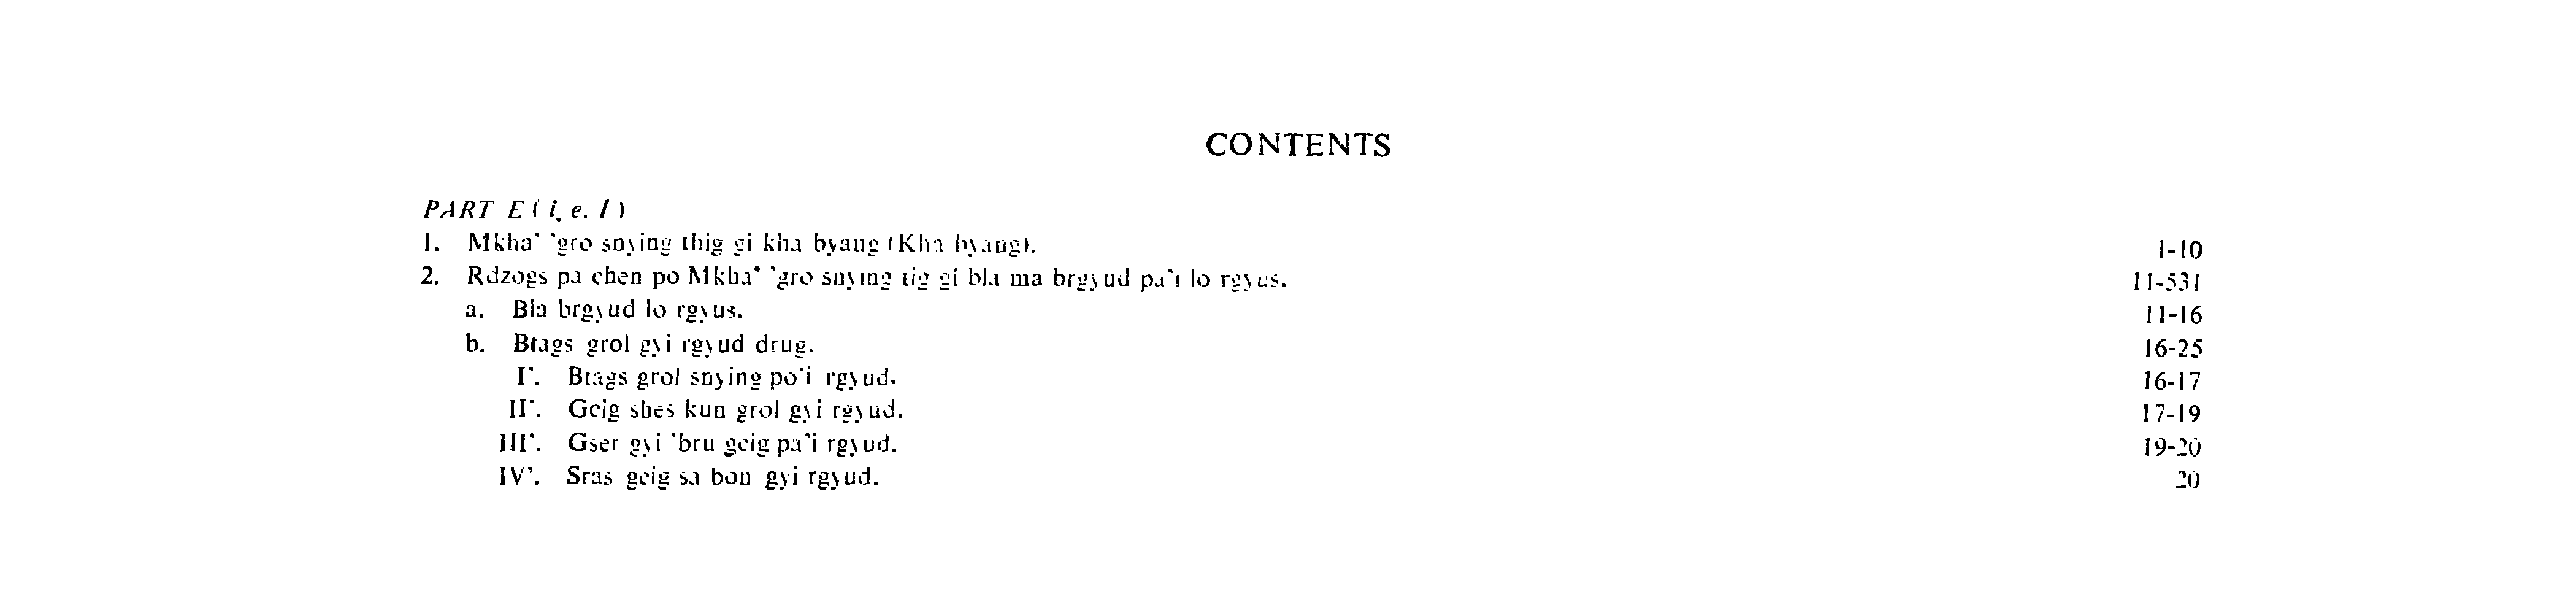 CONTENTS
PART E ( i. e. I )
1. Mkha' 'gro snying thig gi kha byang (Kha byang). 1-10
2. Rdzogs pa chen po Mkha' 'gro snying tig gi bla ma brgyud pa'i lo rgyus. 11-531
a. Bla brgyud lo rgyus. 11-16
b. Btags grol gyi rgyud drug. 16-25
I'. Btags grol snying po'i rgyud. 16-17
II'. Gcig shes kun grol gyi rgyud. 17-19
III'. Gser gyi 'bru gcig pa'i rgyud. 19-20
IV'. Sras gcig sa bon gyi rgyud. 20